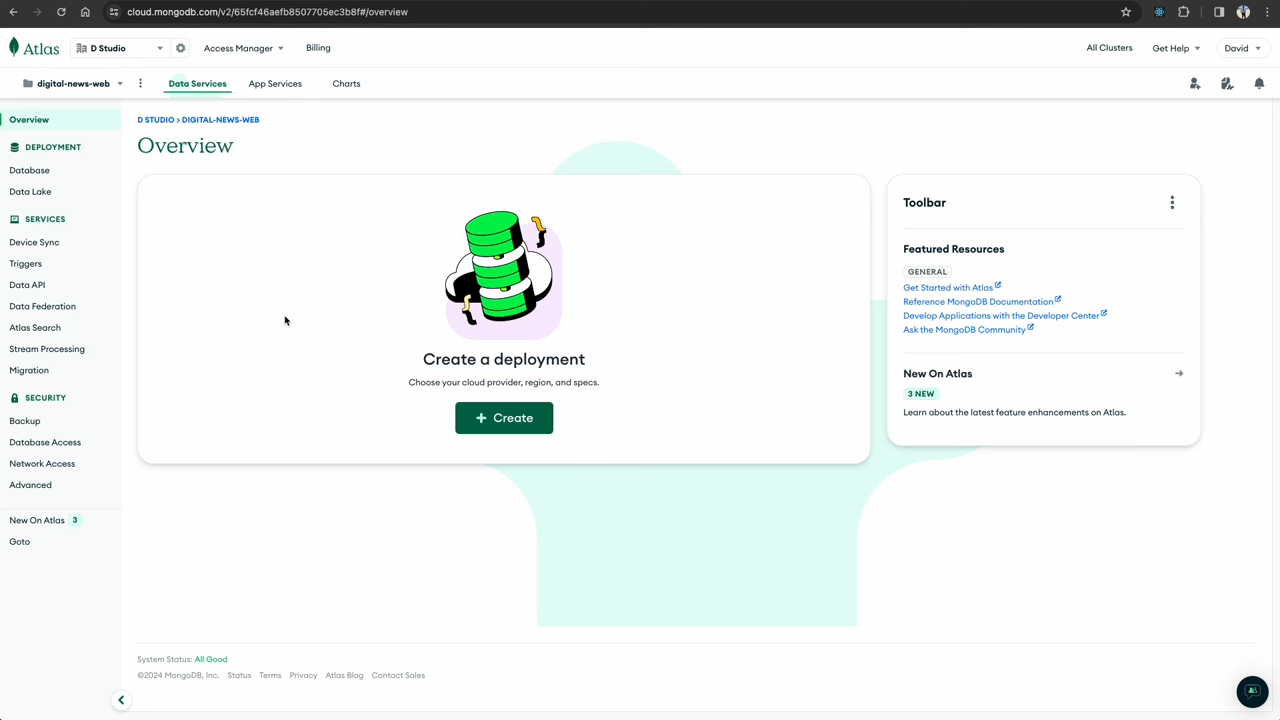 cloud.mongodb.com/v2/65fcf46aefb8507705ec3b8f#/overview
Atlas
D Studio
Access Manager
Billing
All Clusters
Get Help
David
digital-news-web
Data Services
App Services
Charts
Overview
DEPLOYMENT
Database
Data Lake
SERVICES
Device Sync
Triggers
Data API
Data Federation
Atlas Search
Stream Processing
Migration
SECURITY
Backup
Database Access
Network Access
Advanced
New On Atlas 3
Goto
D STUDIO > DIGITAL-NEWS-WEB
Overview
Create a deployment
Choose your cloud provider, region, and specs.
+ Create
Toolbar
Featured Resources
GENERAL
Get Started with Atlas
Reference MongoDB Documentation
Develop Applications with the Developer Center
Ask the MongoDB Community
New On Atlas
3 NEW
Learn about the latest feature enhancements on Atlas.
System Status: All Good
©2024 MongoDB, Inc. Status Terms Privacy Atlas Blog Contact Sales